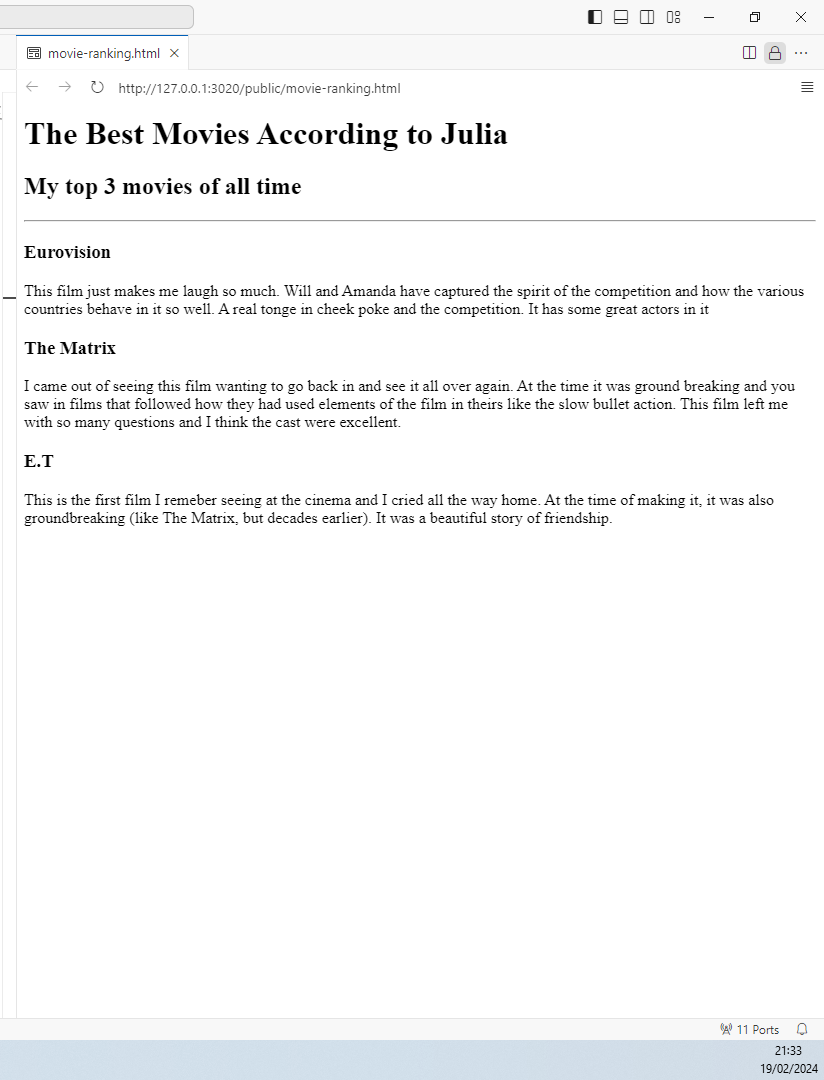 movie-ranking.html
http://127.0.0.1:3020/public/movie-ranking.html
The Best Movies According to Julia
My top 3 movies of all time
Eurovision
This film just makes me laugh so much. Will and Amanda have captured the spirit of the competition and how the various
countries behave in it so well. A real tonge in cheek poke and the competition. It has some great actors in it
The Matrix
I came out of seeing this film wanting to go back in and see it all over again. At the time it was ground breaking and you
saw in films that followed how they had used elements of the film in theirs like the slow bullet action. This film left me
with so many questions and I think the cast were excellent.
E.T
This is the first film I remeber seeing at the cinema and I cried all the way home. At the time of making it, it was also
groundbreaking (like The Matrix, but decades earlier). It was a beautiful story of friendship.
11 Ports
21:33
19/02/2024